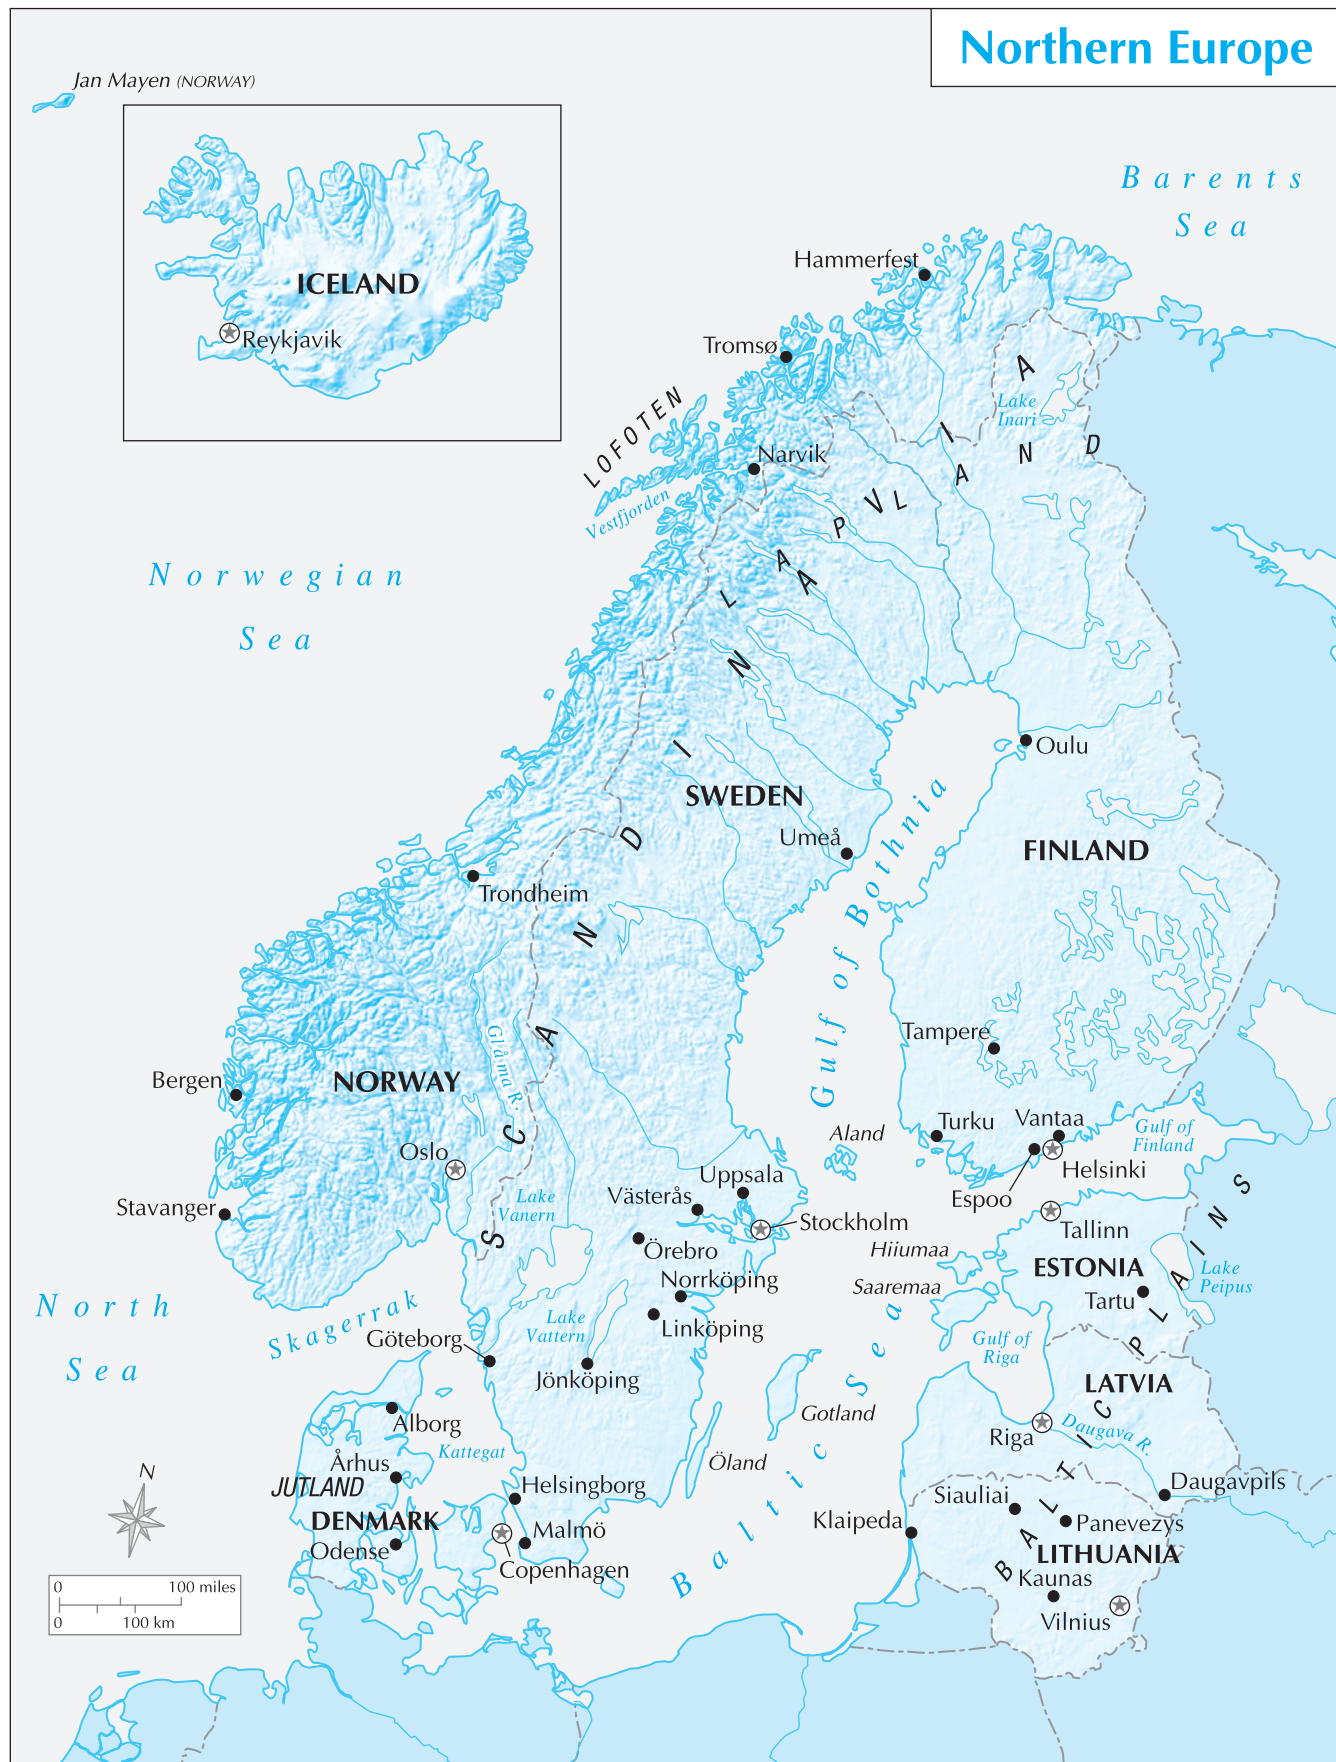 Northern Europe
Jan Mayen (NORWAY)
Barents
Sea
Hammerfest
ICELAND
Reykjavik
Tromsø
Lake
Inari
LOFOTEN
Narvik
Vestfjorden
LAPLAND
Norwegian
Sea
SCANDINAVIA
Oulu
SWEDEN
Umeå
FINLAND
Gulf of Bothnia
Trondheim
Glåma R.
Tampere
Bergen
NORWAY
Turku
Vantaa
Gulf of
Finland
Aland
Oslo
Helsinki
Espoo
Uppsala
Västerås
Lake
Vanern
Stavanger
Stockholm
Tallinn
Örebro
Hiiumaa
ESTONIA
Norrköping
Saaremaa
Lake
Peipus
Tartu
North
Sea
Skagerrak
Göteborg
Lake
Vattern
Linköping
Gulf of
Riga
Jönköping
LATVIA
BALTIC PLAINS
Gotland
Alborg
Riga
Daugava R.
Kattegat
Öland
Århus
JUTLAND
Helsingborg
Baltic Sea
Daugavpils
Siauliai
N
DENMARK
Klaipeda
Panevezys
Malmö
Odense
LITHUANIA
Copenhagen
Kaunas
0 100 miles
0 100 km
Vilnius